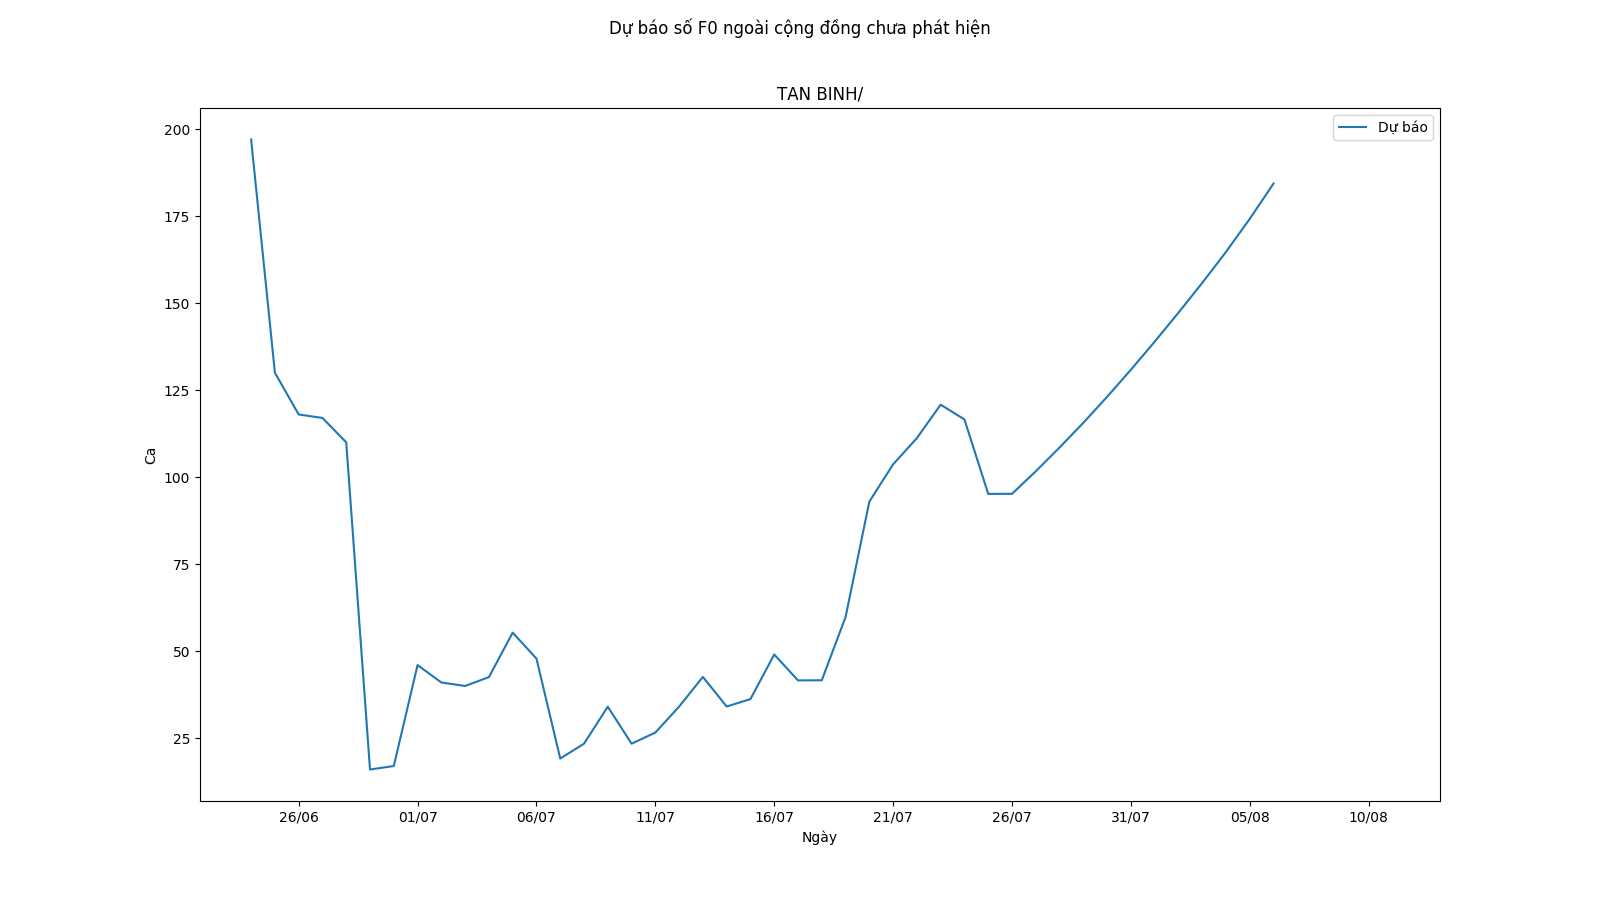 Dự báo số F0 ngoài cộng đồng chưa phát hiện
TAN BINH/
Dự báo
200
175
150
125
100
75
50
25
Ca
26/06 01/07 06/07 11/07 16/07 21/07 26/07 31/07 05/08 10/08
Ngày